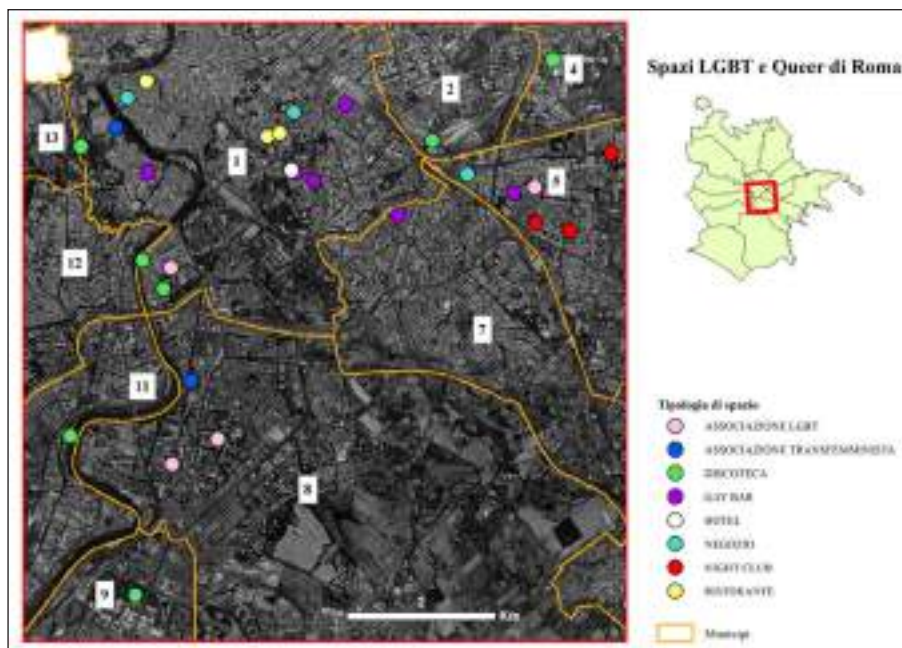 Spazi LGBT e Queer di Roma
4
2
13
1
5
12
7
11
8
9
2
Km
Tipologia di spazio
ASSOCIAZIONE LGBT
ASSOCIAZIONE TRANSFEMMINISTA
DISCOTECA
GAY BAR
HOTEL
NEGOZIO
NIGHT CLUB
RISTORANTE
Municipi